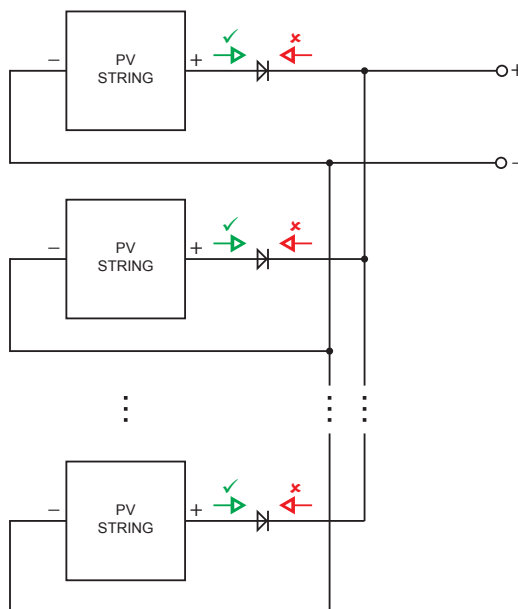 PV
STRING
− +
+
−
PV
STRING
− +
PV
STRING
− +